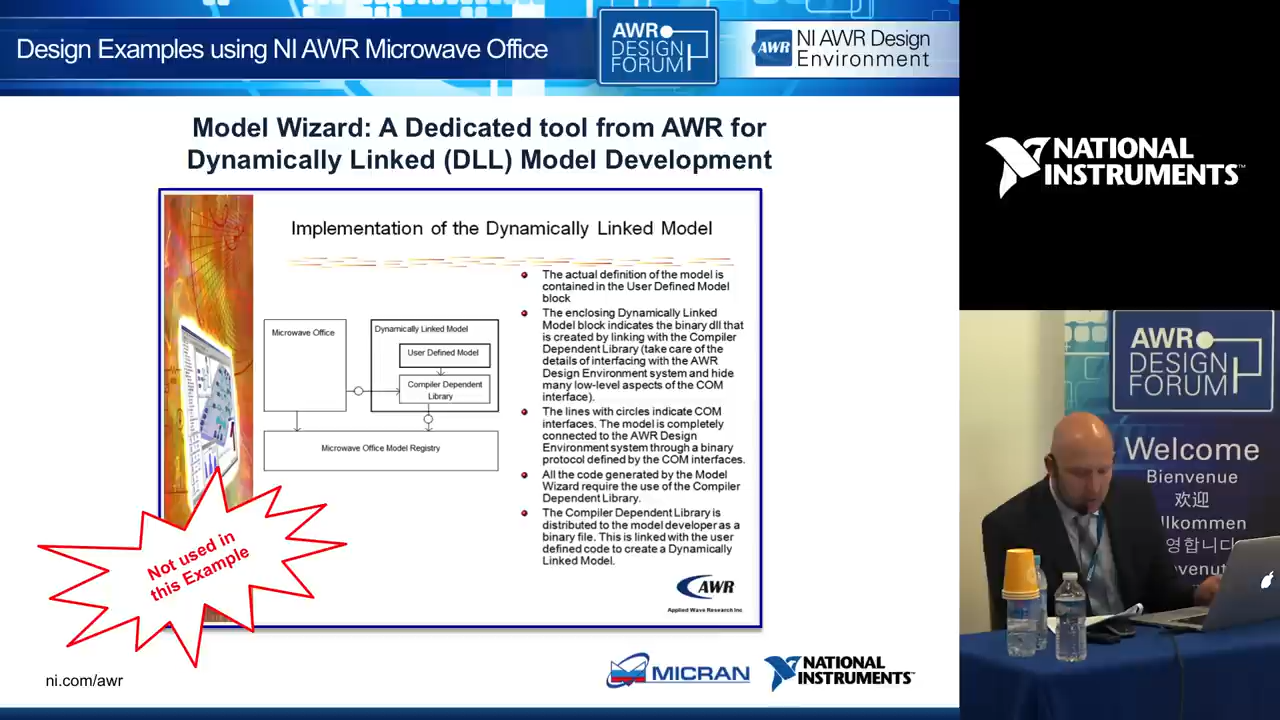 Design Examples using NI AWR Microwave Office
AWR
DESIGN
FORUM
AWR
NI AWR Design
Environment
Model Wizard: A Dedicated tool from AWR for
Dynamically Linked (DLL) Model Development
Implementation of the Dynamically Linked Model
Microwave Office
Dynamically Linked Model
User Defined Model
Compiler Dependent
Library
Microwave Office Model Registry
The actual definition of the model is
contained in the User Defined Model
block
The enclosing Dynamically Linked
Model block indicates the binary dll that
is created by linking with the Compiler
Dependent Library (take care of the
details of interfacing with the AWR
Design Environment system and hide
many low-level aspects of the COM
interface).
The lines with circles indicate COM
interfaces. The model is completely
connected to the AWR Design
Environment system through a binary
protocol defined by the COM interfaces.
All the code generated by the Model
Wizard require the use of the Compiler
Dependent Library.
The Compiler Dependent Library is
distributed to the model developer as a
binary file. This is linked with the user
defined code to create a Dynamically
Linked Model.
AWR
Applied Wave Research Inc
Not used in
this Example
ni.com/awr
MICRAN
NATIONAL
INSTRUMENTS™
NATIONAL
INSTRUMENTS™
AWR
DESIGN
FORUM
Welcome
Bienvenue
欢迎
lkommen
영합니다
venut